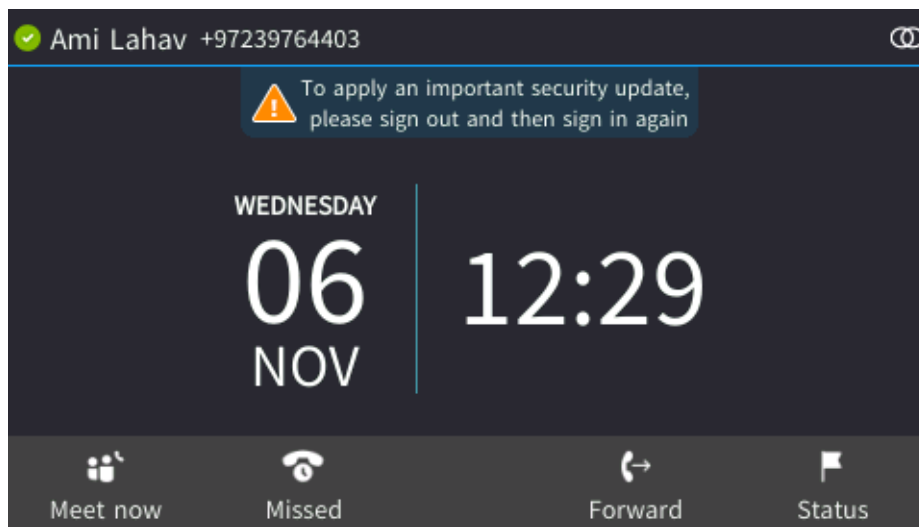 Ami Lahav +97239764403
To apply an important security update,
please sign out and then sign in again
WEDNESDAY
06
NOV
12:29
Meet now Missed Forward Status